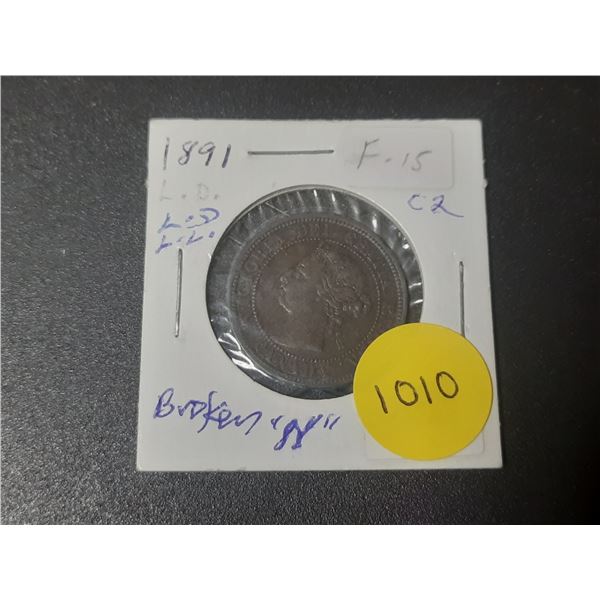 1891 F-15
L.D. C2
L.D
L.L.
1010
Broken